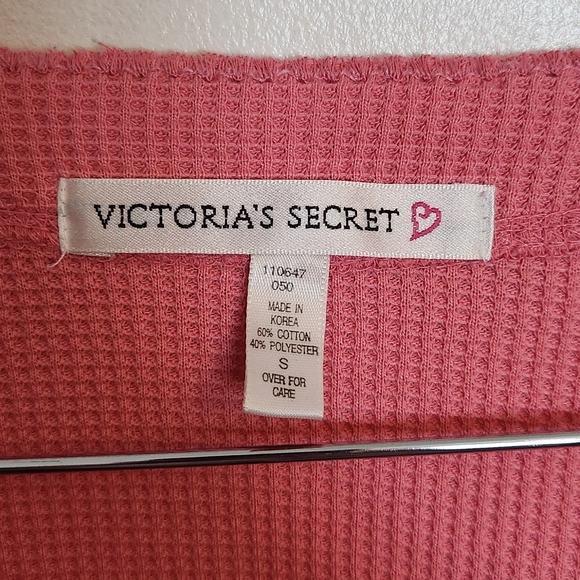 VICTORIA'S SECRET
110647
050
MADE IN
KOREA
60% COTTON
40% POLYESTER
S
OVER FOR
CARE